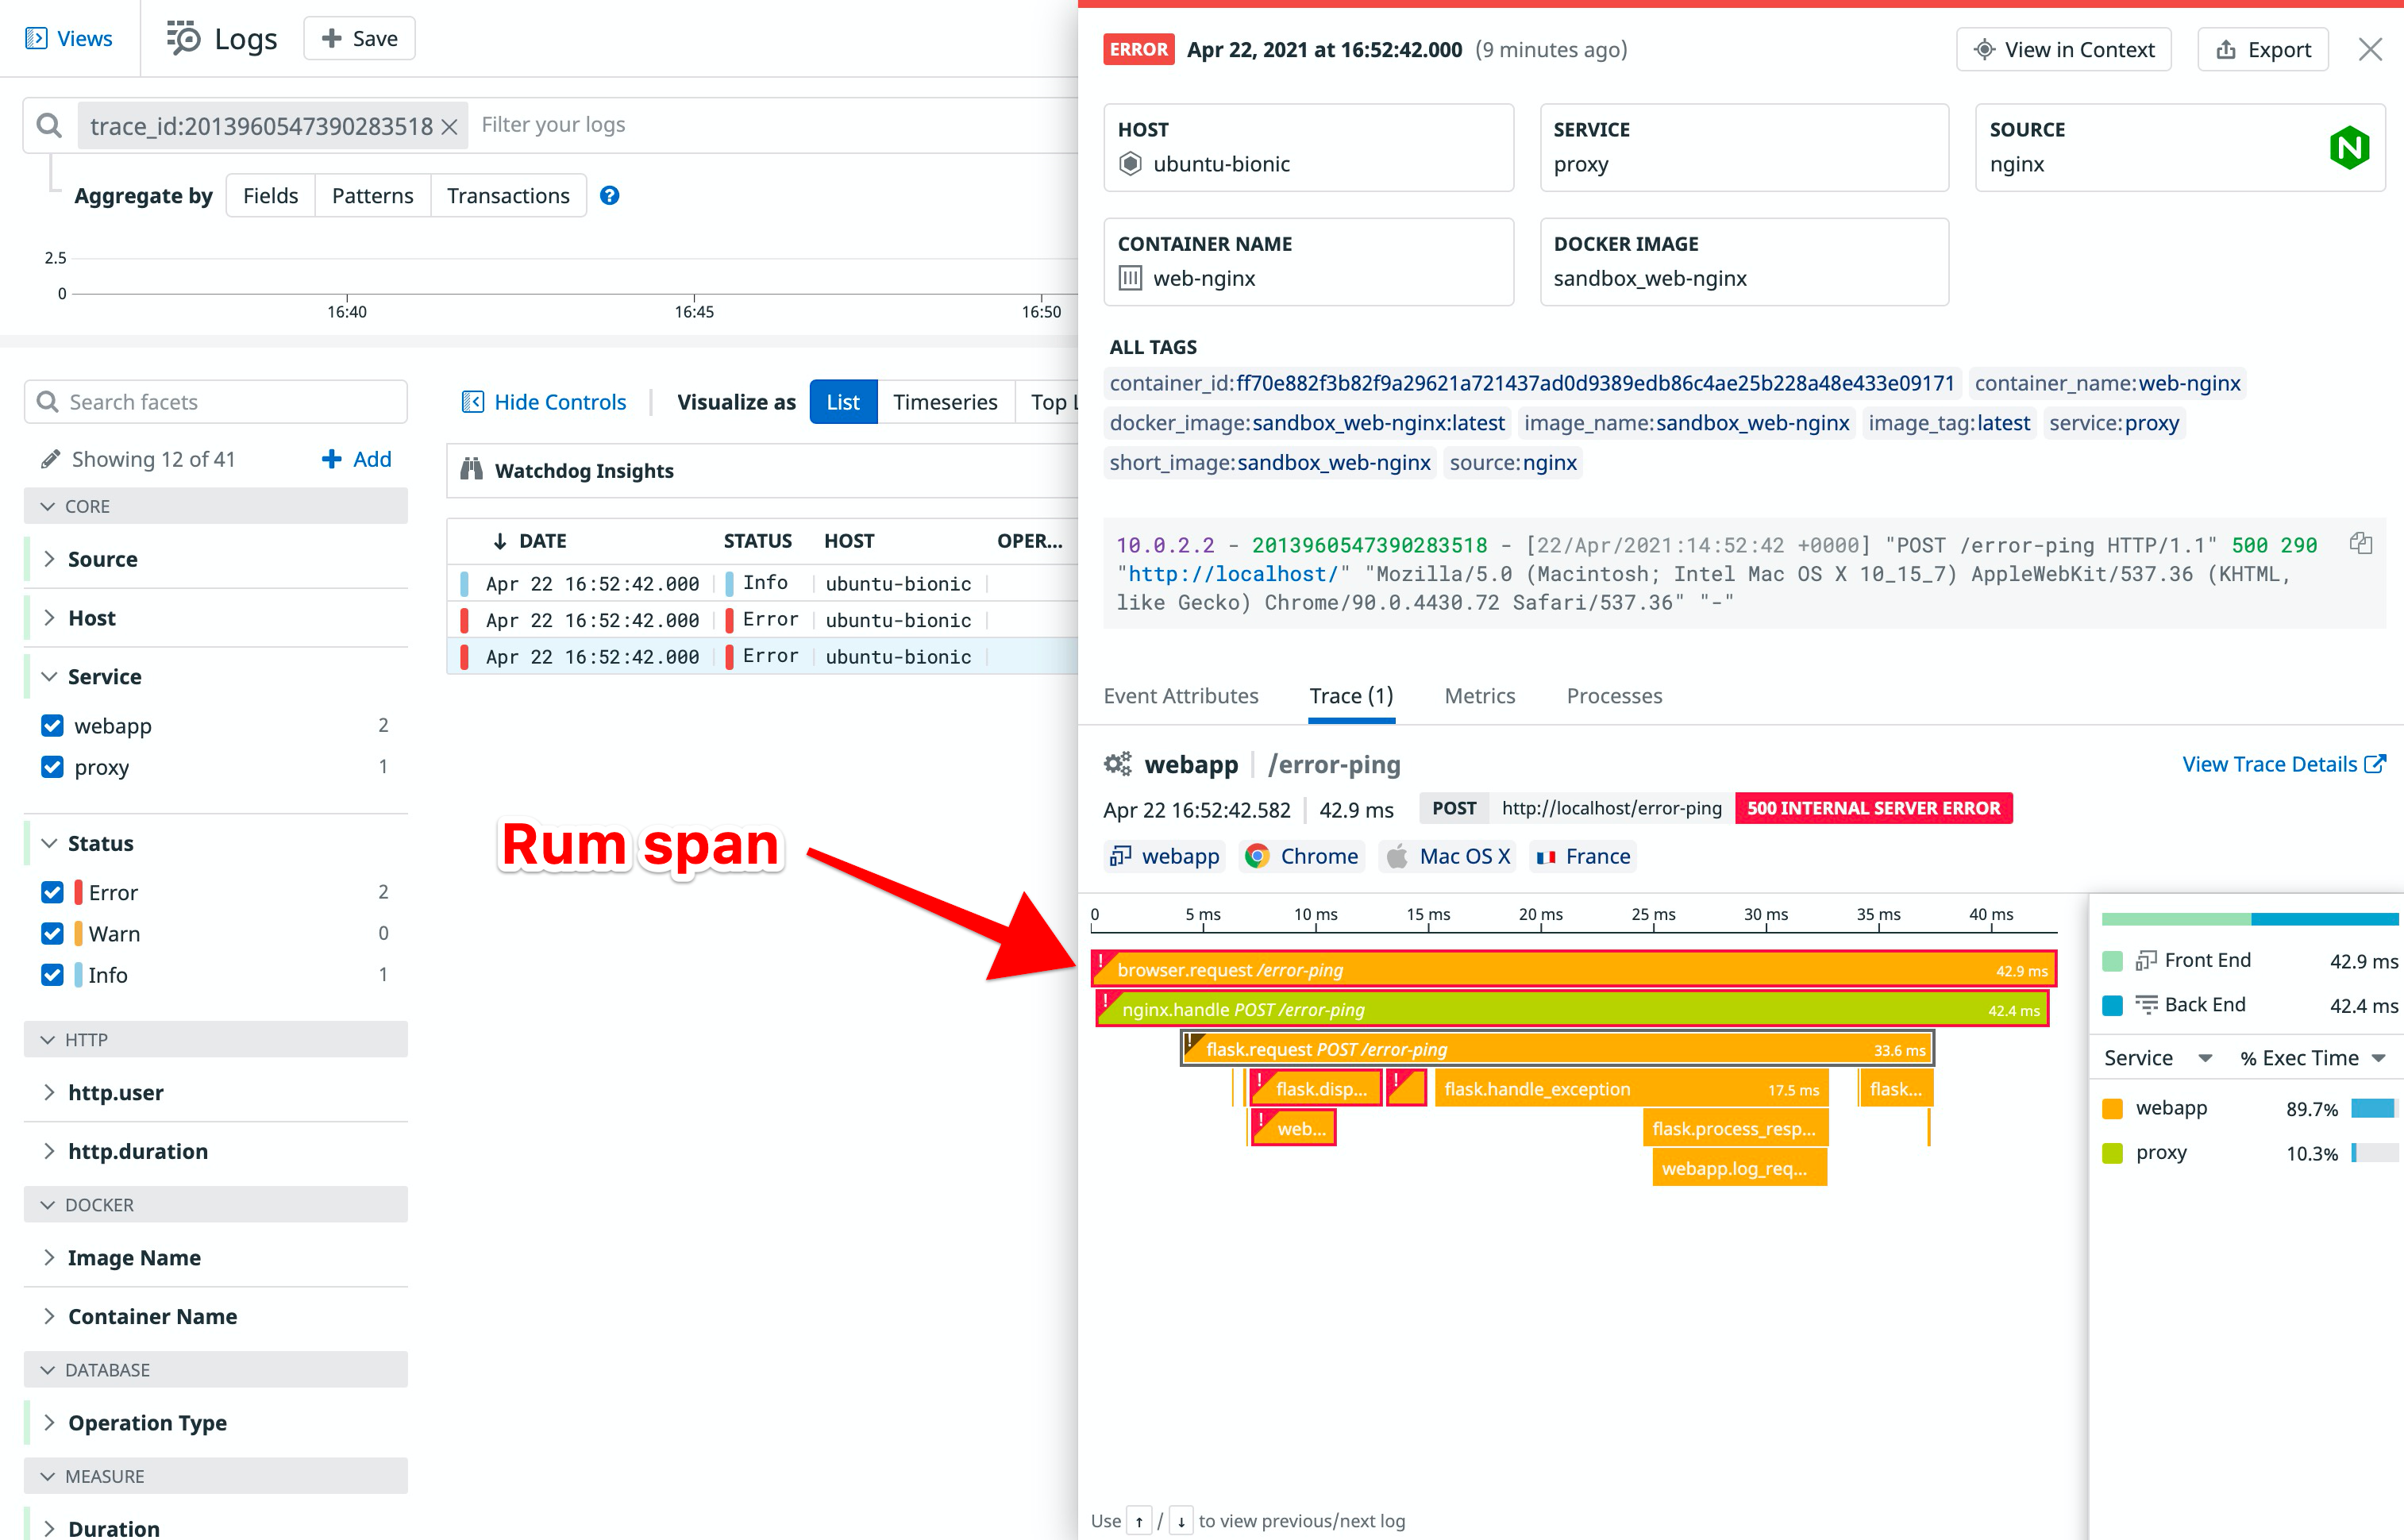 Views
Logs
Save
trace_id:2013960547390283518
Filter your logs
Aggregate by
Fields
Patterns
Transactions
?
2.5
0
16:40
16:45
16:50
Search facets
Showing 12 of 41
Add
CORE
Source
Host
Service
webapp 2
proxy 1
Status
Error 2
Warn 0
Info 1
HTTP
http.user
http.duration
DOCKER
Image Name
Container Name
DATABASE
Operation Type
MEASURE
Duration
Hide Controls
Visualize as
List
Timeseries
Top L
Watchdog Insights
DATE STATUS HOST OPER...
Apr 22 16:52:42.000 Info ubuntu-bionic
Apr 22 16:52:42.000 Error ubuntu-bionic
Apr 22 16:52:42.000 Error ubuntu-bionic
Rum span
ERROR Apr 22, 2021 at 16:52:42.000 (9 minutes ago)
View in Context
Export
HOST
ubuntu-bionic
SERVICE
proxy
SOURCE
nginx
N
CONTAINER NAME
web-nginx
DOCKER IMAGE
sandbox_web-nginx
ALL TAGS
container_id:ff70e882f3b82f9a29621a721437ad0d9389edb86c4ae25b228a48e433e09171 container_name:web-nginx
docker_image:sandbox_web-nginx:latest image_name:sandbox_web-nginx image_tag:latest service:proxy
short_image:sandbox_web-nginx source:nginx
10.0.2.2 - 2013960547390283518 - [22/Apr/2021:14:52:42 +0000] "POST /error-ping HTTP/1.1" 500 290
"http://localhost/" "Mozilla/5.0 (Macintosh; Intel Mac OS X 10_15_7) AppleWebKit/537.36 (KHTML,
like Gecko) Chrome/90.0.4430.72 Safari/537.36" "-"
Event Attributes
Trace (1)
Metrics
Processes
webapp /error-ping
View Trace Details
Apr 22 16:52:42.582 42.9 ms POST http://localhost/error-ping 500 INTERNAL SERVER ERROR
webapp Chrome Mac OS X France
0 5 ms 10 ms 15 ms 20 ms 25 ms 30 ms 35 ms 40 ms
! browser.request /error-ping 42.9 ms
! nginx.handle POST /error-ping 42.4 ms
! flask.request POST /error-ping 33.6 ms
! flask.disp... ! flask.handle_exception 17.5 ms flask...
! web... flask.process_resp...
webapp.log_req...
Front End 42.9 ms
Back End 42.4 ms
Service % Exec Time
webapp 89.7%
proxy 10.3%
Use ↑ / ↓ to view previous/next log